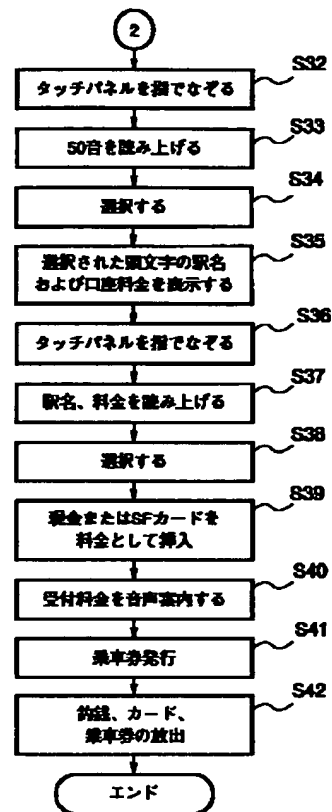 2
S32
タッチパネルを指でなぞる
S33
50音を読み上げる
S34
選択する
S35
選択された頭文字の駅名
および口座料金を表示する
S36
タッチパネルを指でなぞる
S37
駅名、料金を読み上げる
S38
選択する
S39
現金またはSFカードを
料金として挿入
S40
受付料金を音声案内する
S41
乗車券発行
S42
釣銭、カード、
乗車券の放出
エンド